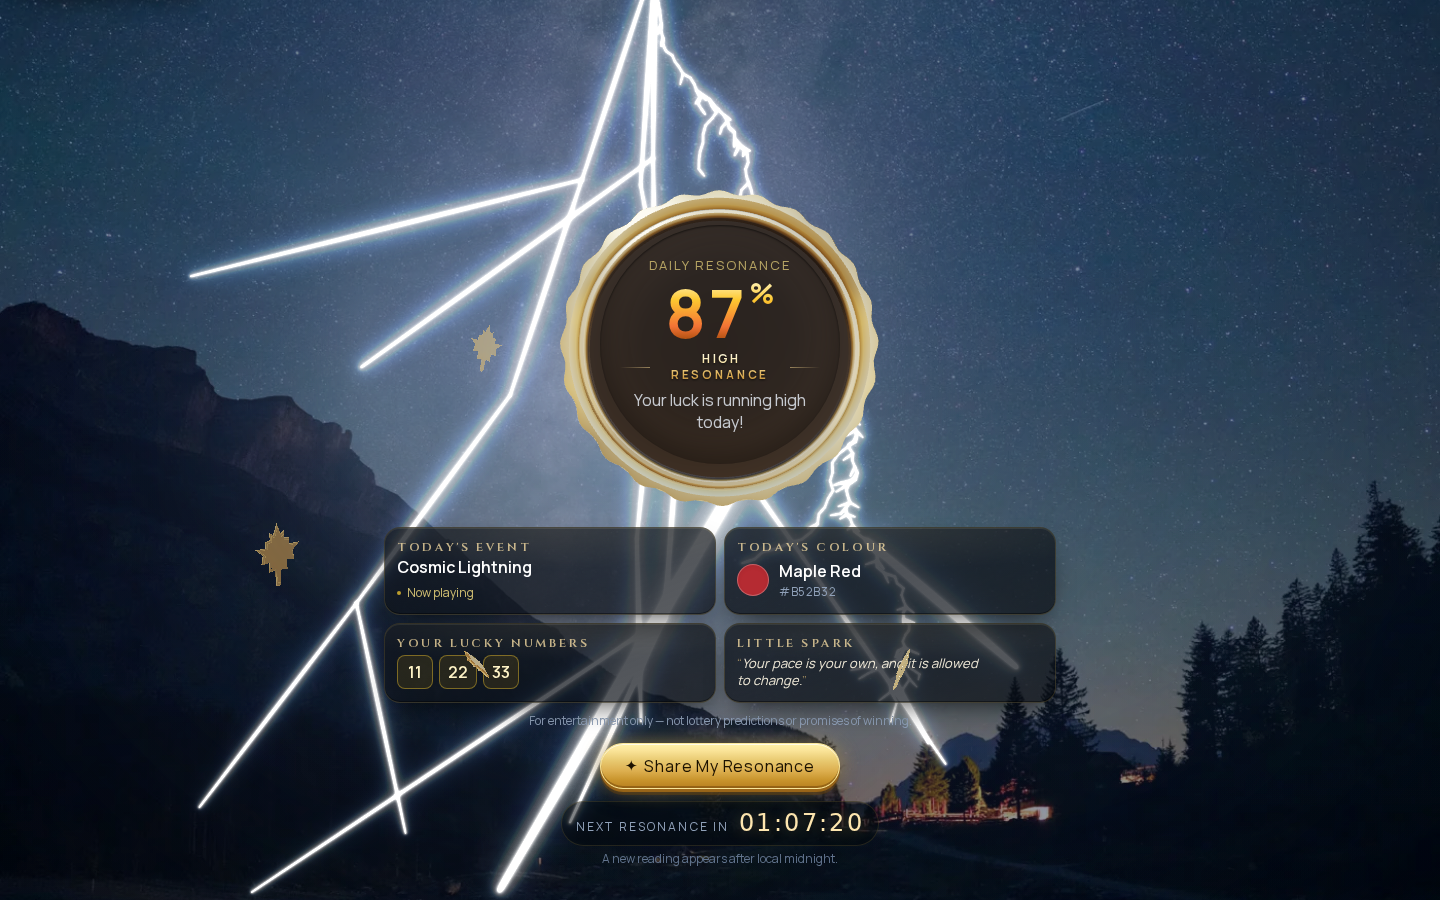 DAILY RESONANCE
87%
HIGH
RESONANCE
Your luck is running high
today!
TODAY'S EVENT
Cosmic Lightning
Now playing
TODAY'S COLOUR
Maple Red
#B52B32
YOUR LUCKY NUMBERS
11 22 33
LITTLE SPARK
"Your pace is your own, and it is allowed
to change."
For entertainment only — not lottery predictions or promises of winning.
✦ Share My Resonance
NEXT RESONANCE IN 01:07:20
A new reading appears after local midnight.